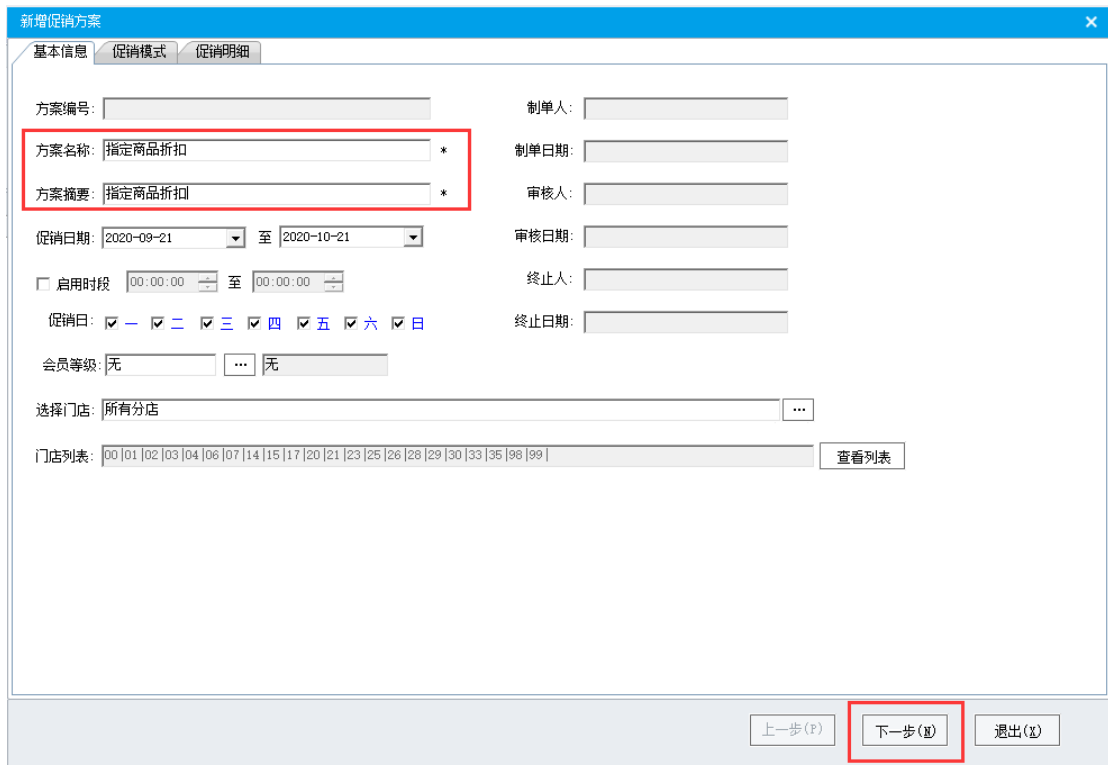 新增促销方案
基本信息 促销模式 促销明细
方案编号: 制单人:
方案名称: 指定商品折扣 * 制单日期:
方案摘要: 指定商品折扣 * 审核人:
促销日期: 2020-09-21 至 2020-10-21 审核日期:
启用时段 00:00:00 至 00:00:00 终止人:
促销日: 一 二 三 四 五 六 日 终止日期:
会员等级: 无 ... 无
选择门店: 所有分店 ...
门店列表: 00|01|02|03|04|06|07|14|15|17|20|21|23|25|26|28|29|30|33|35|98|99| 查看列表
上一步(P) 下一步(N) 退出(X)